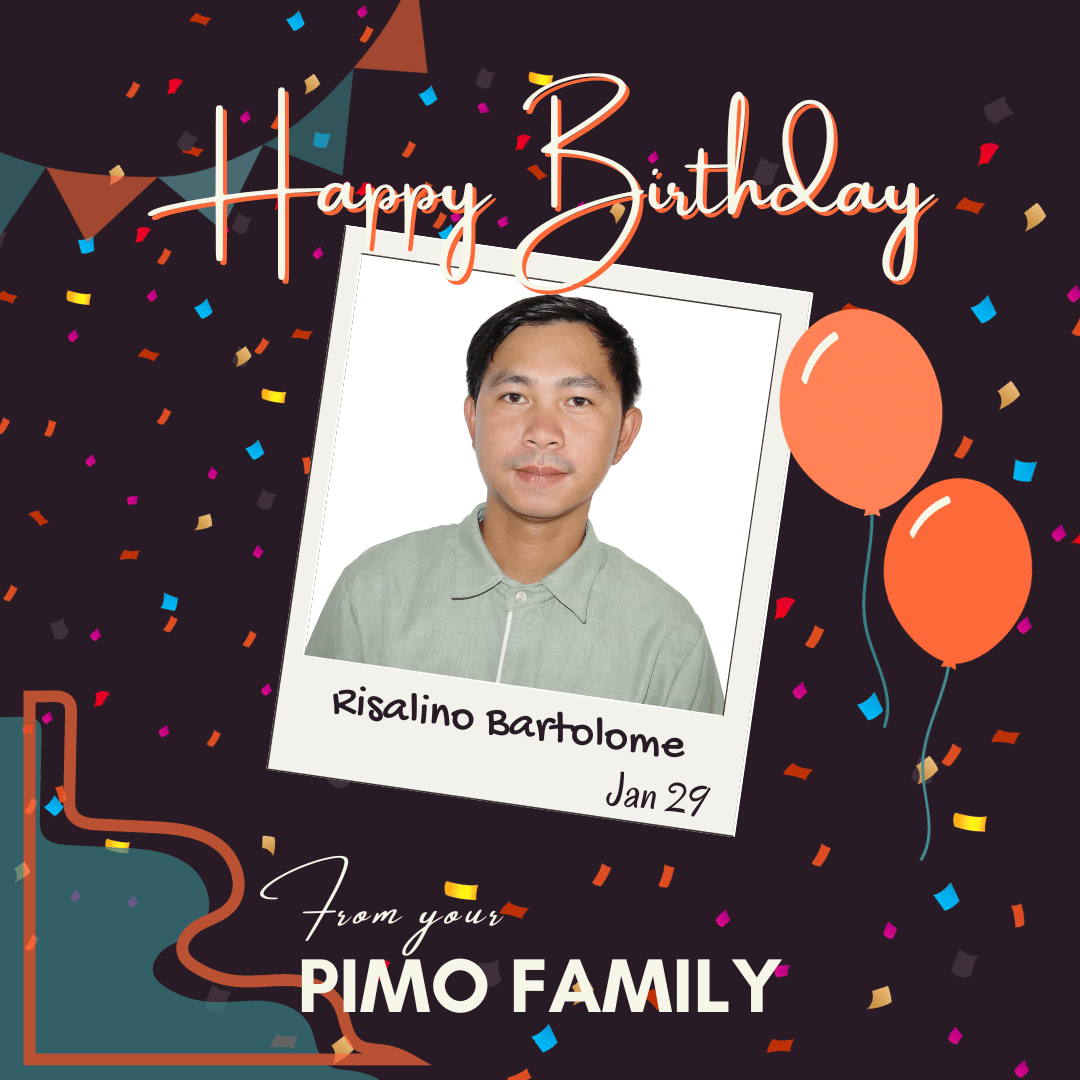 Happy Birthday
Risalino Bartolome
Jan 29
From your
PIMO FAMILY